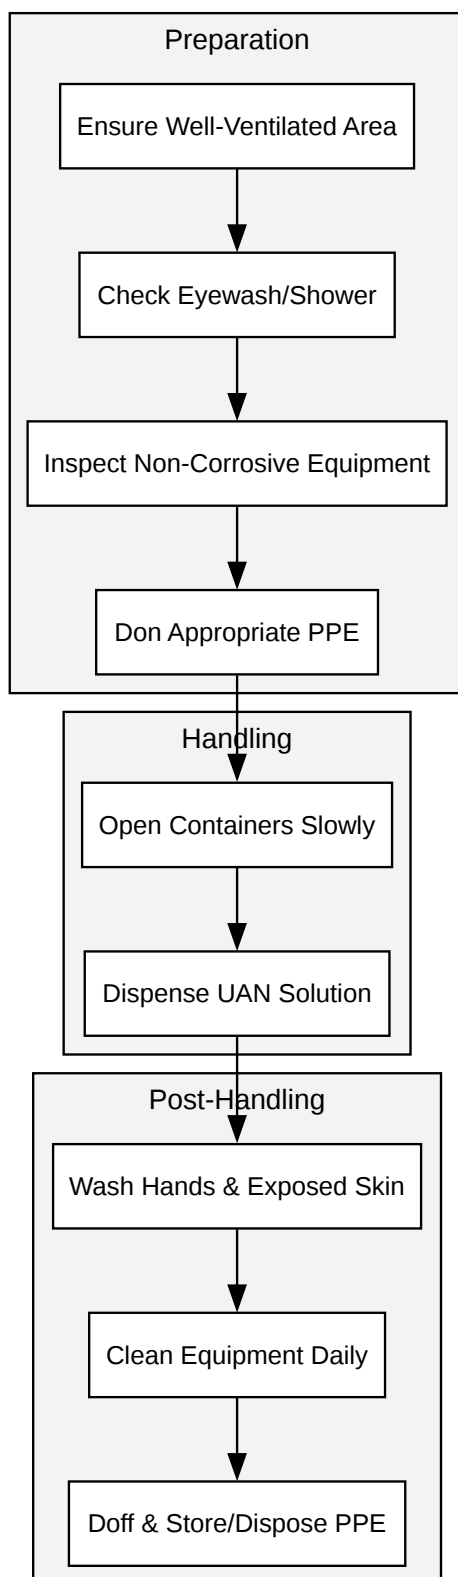 Preparation
Ensure Well-Ventilated Area
Check Eyewash/Shower
Inspect Non-Corrosive Equipment
Don Appropriate PPE
Handling
Open Containers Slowly
Dispense UAN Solution
Post-Handling
Wash Hands & Exposed Skin
Clean Equipment Daily
Doff & Store/Dispose PPE